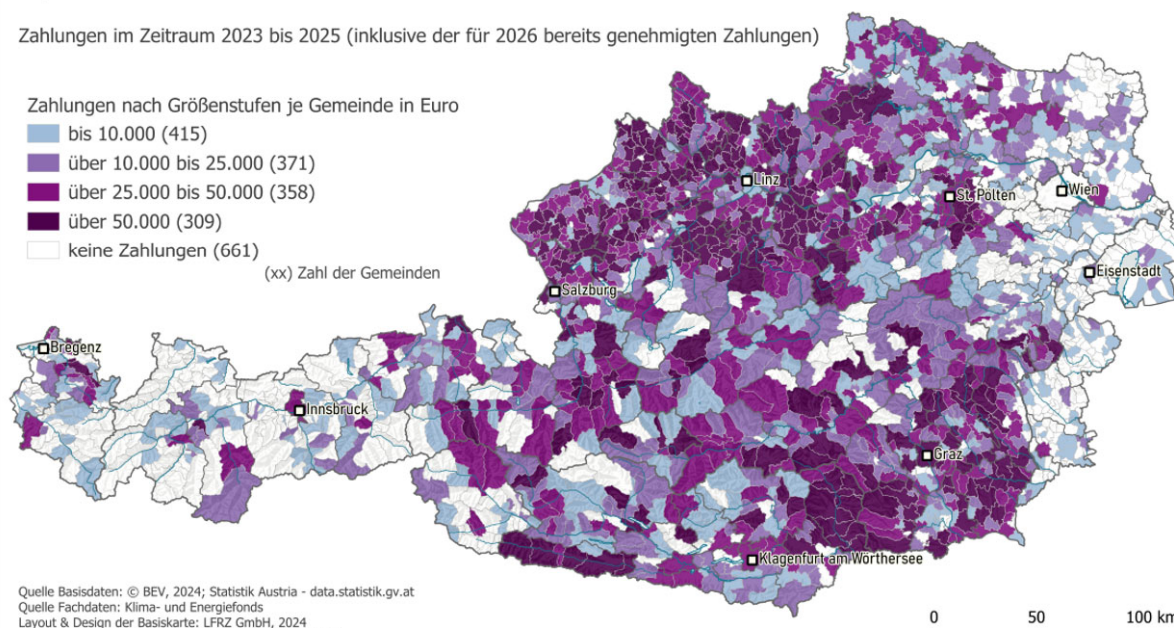 Zahlungen im Zeitraum 2023 bis 2025 (inklusive der für 2026 bereits genehmigten Zahlungen)
Zahlungen nach Größenstufen je Gemeinde in Euro
bis 10.000 (415)
über 10.000 bis 25.000 (371)
über 25.000 bis 50.000 (358)
über 50.000 (309)
keine Zahlungen (661)
(xx) Zahl der Gemeinden
Linz
St. Pölten
Wien
Eisenstadt
Salzburg
Bregenz
Innsbruck
Graz
Klagenfurt am Wörthersee
Quelle Basisdaten: © BEV, 2024; Statistik Austria - data.statistik.gv.at
Quelle Fachdaten: Klima- und Energiefonds
Layout & Design der Basiskarte: LFRZ GmbH, 2024
0 50 100 km